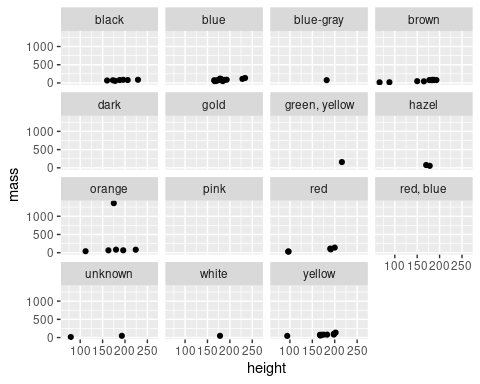 black blue blue-gray brown
1000
500
0
dark gold green, yellow hazel
1000
500
0
mass
orange pink red red, blue
1000
500
0
100 150 200 250
unknown white yellow
1000
500
0
100 150 200 250 100 150 200 250 100 150 200 250
height